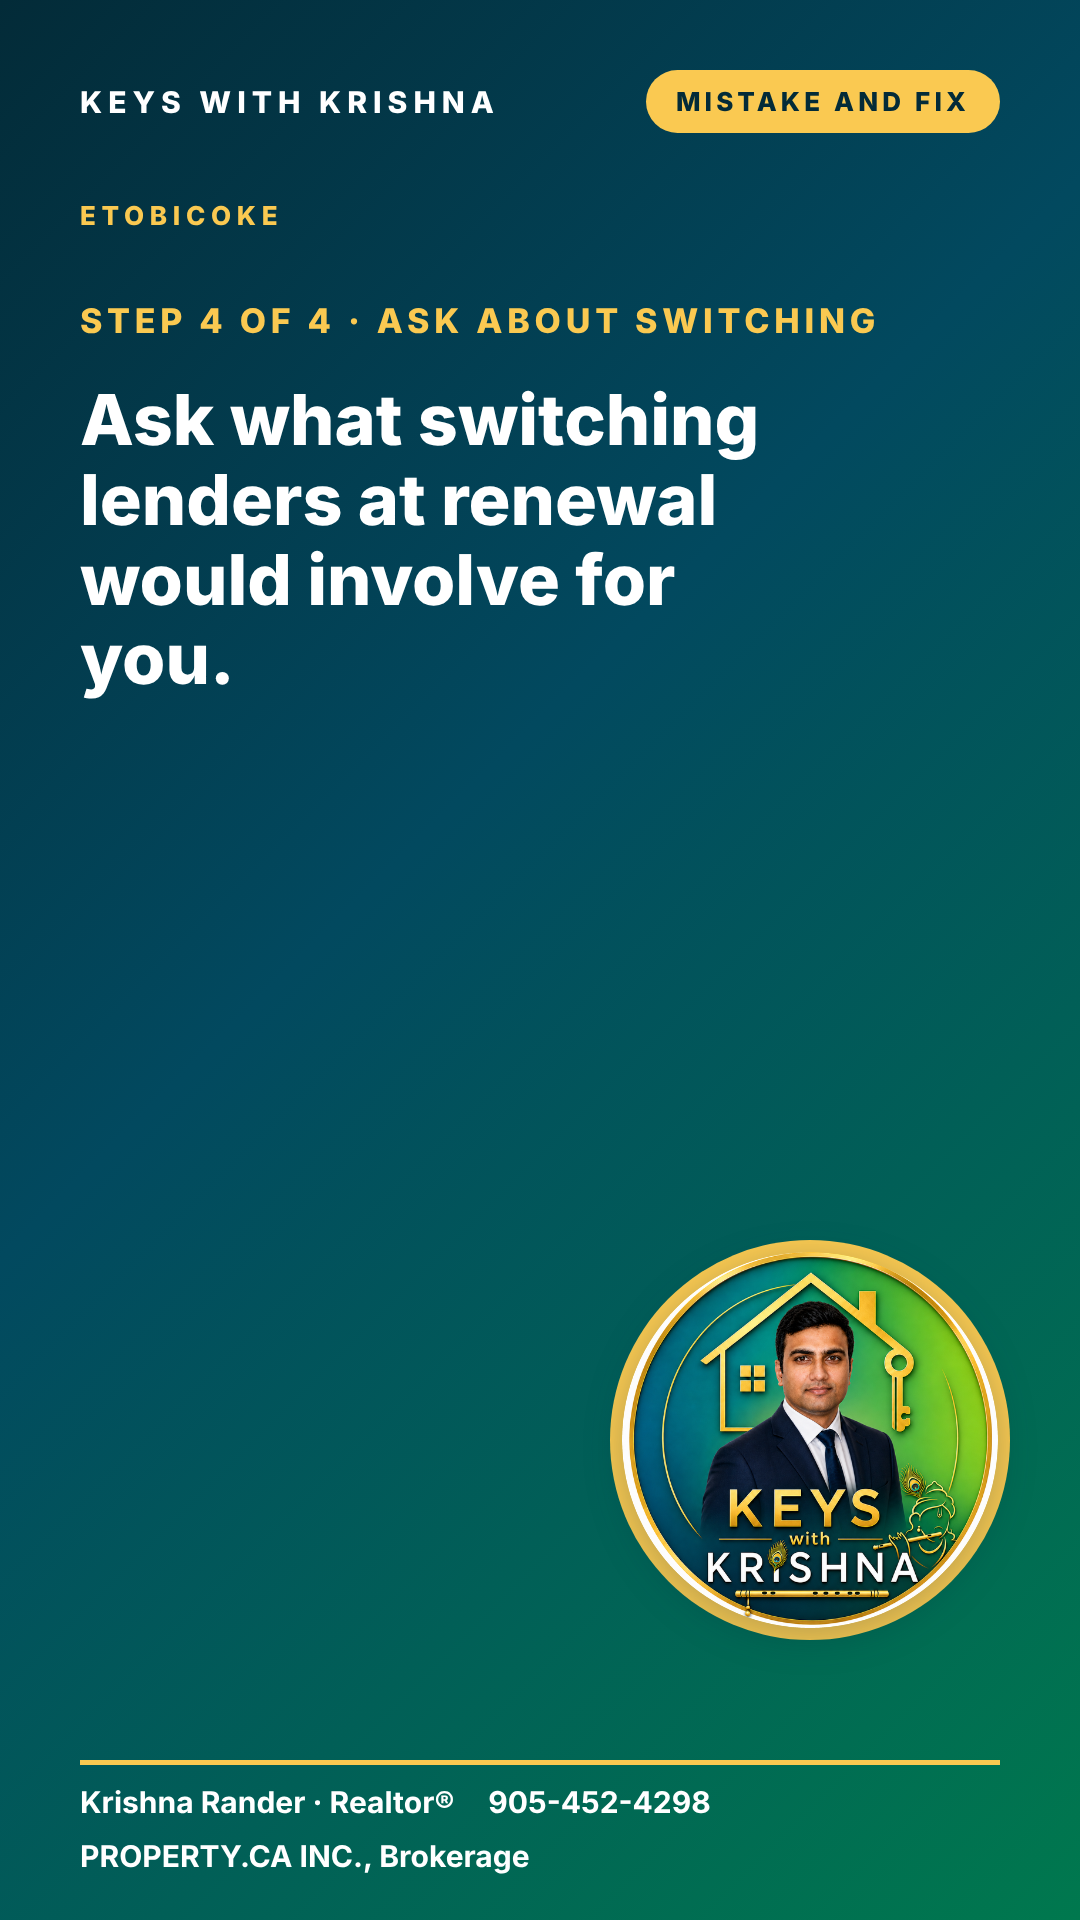 KEYS WITH KRISHNA
MISTAKE AND FIX
ETOBICOKE
STEP 4 OF 4 · ASK ABOUT SWITCHING
Ask what switching
lenders at renewal
would involve for
you.
KEYS
with
KRISHNA
Krishna Rander · Realtor® 905-452-4298
PROPERTY.CA INC., Brokerage